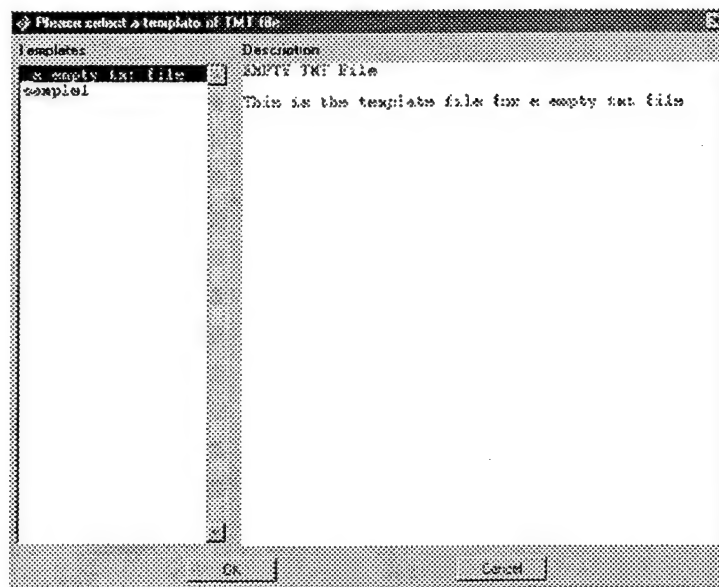 Please select a template of TMT file
Templates
Description
a empty txt file
sample1
EMPTY TMT File
This is the template file for a empty txt file
OK
Cancel